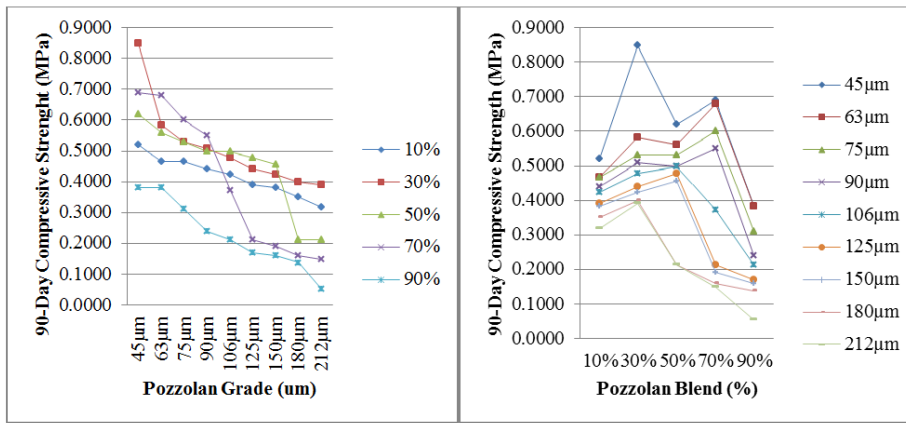 90-Day Compressive Strenght (MPa)
0.9000
0.8000
0.7000
0.6000
0.5000
0.4000
0.3000
0.2000
0.1000
0.0000
45µm
63µm
75µm
90µm
106µm
125µm
150µm
180µm
212µm
Pozzolan Grade (um)
10%
30%
50%
70%
90%
90-Day Compressive Strength (MPa)
0.9000
0.8000
0.7000
0.6000
0.5000
0.4000
0.3000
0.2000
0.1000
0.0000
10% 30% 50% 70% 90%
Pozzolan Blend (%)
45µm
63µm
75µm
90µm
106µm
125µm
150µm
180µm
212µm